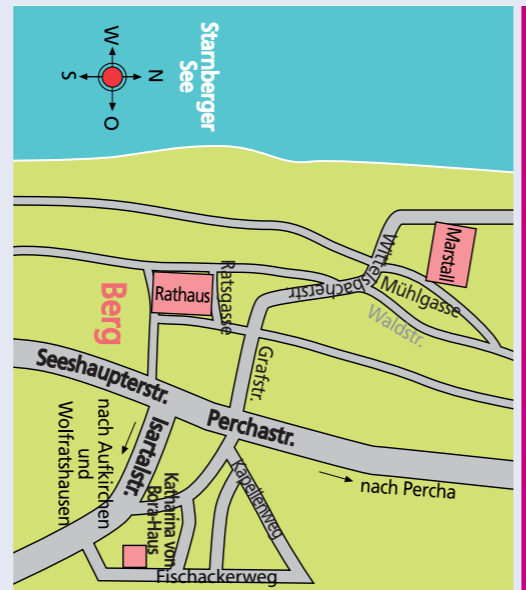 W
N
S
O
Starnberger
See
Marstall
Wittelsbacherstr.
Mühlgasse
Waldstr.
Ratsgasse
Rathaus
Berg
Grafstr.
Seeshaupterstr.
Perchastr.
nach Percha
Isartalstr.
nach Aufkirchen
und
Wolfratshausen
Kapellenweg
Katharina von
Bora-Haus
Fischackerweg